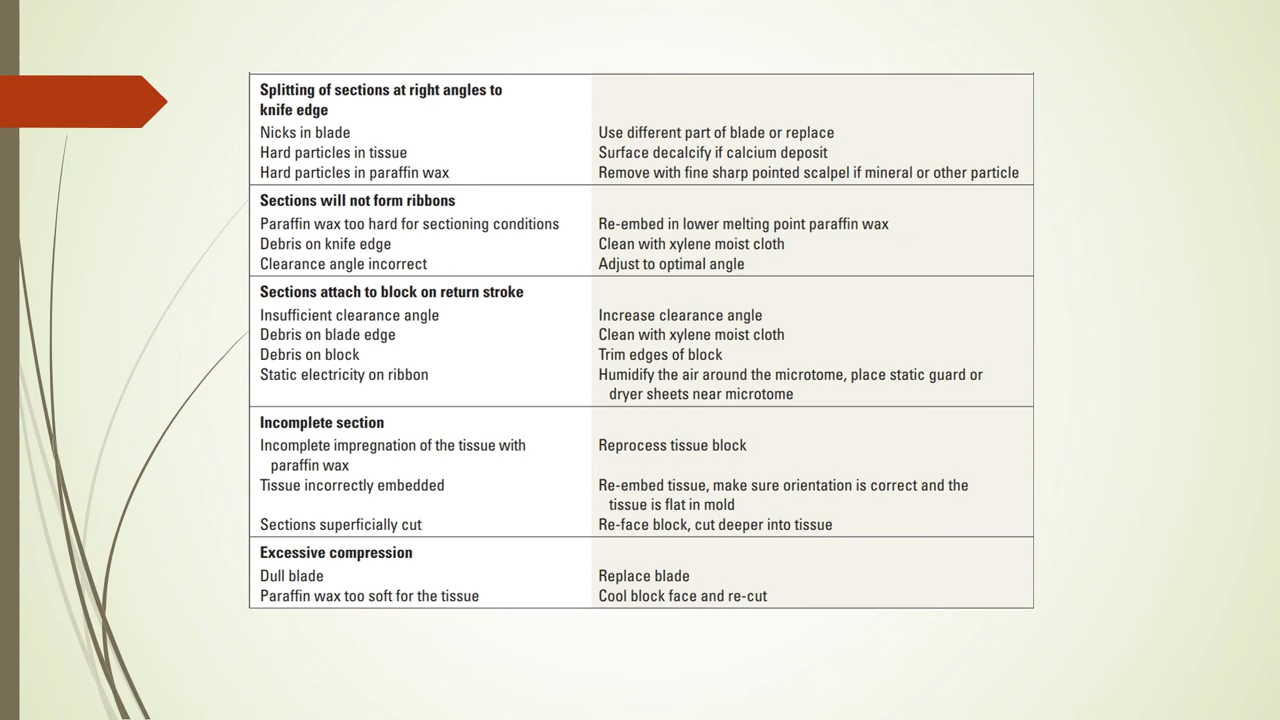 Splitting of sections at right angles to
knife edge
Nicks in blade
Use different part of blade or replace
Hard particles in tissue
Surface decalcify if calcium deposit
Hard particles in paraffin wax
Remove with fine sharp pointed scalpel if mineral or other particle
Sections will not form ribbons
Paraffin wax too hard for sectioning conditions
Re-embed in lower melting point paraffin wax
Debris on knife edge
Clean with xylene moist cloth
Clearance angle incorrect
Adjust to optimal angle
Sections attach to block on return stroke
Insufficient clearance angle
Increase clearance angle
Debris on blade edge
Clean with xylene moist cloth
Debris on block
Trim edges of block
Static electricity on ribbon
Humidify the air around the microtome, place static guard or
dryer sheets near microtome
Incomplete section
Incomplete impregnation of the tissue with
paraffin wax
Reprocess tissue block
Tissue incorrectly embedded
Re-embed tissue, make sure orientation is correct and the
tissue is flat in mold
Sections superficially cut
Re-face block, cut deeper into tissue
Excessive compression
Dull blade
Replace blade
Paraffin wax too soft for the tissue
Cool block face and re-cut